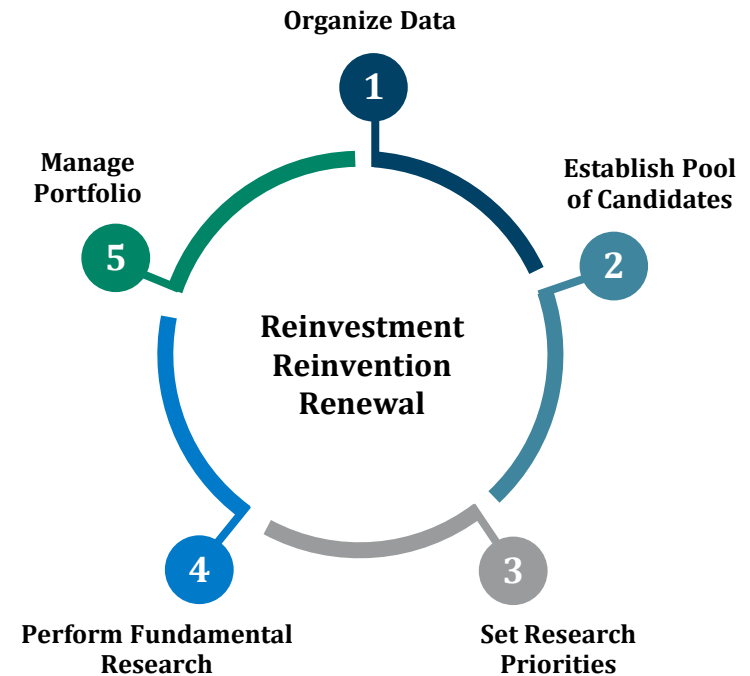 Organize Data
1
Establish Pool
of Candidates
2
Set Research
Priorities
3
Perform Fundamental
Research
4
Manage
Portfolio
5
Reinvestment
Reinvention
Renewal